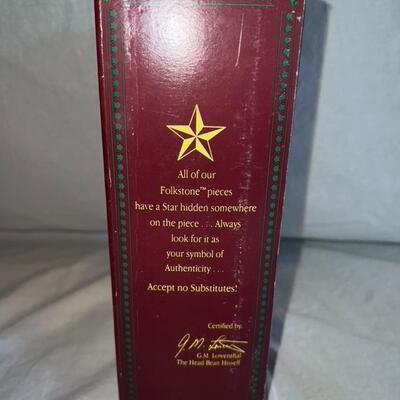 All of our
Folkstone™ pieces
have a Star hidden somewhere
on the piece . . . Always
look for it as
your symbol of
Authenticity . . .
Accept no Substitutes!
Certified by
G.M. Lowenthal
The Head Bean Hisself